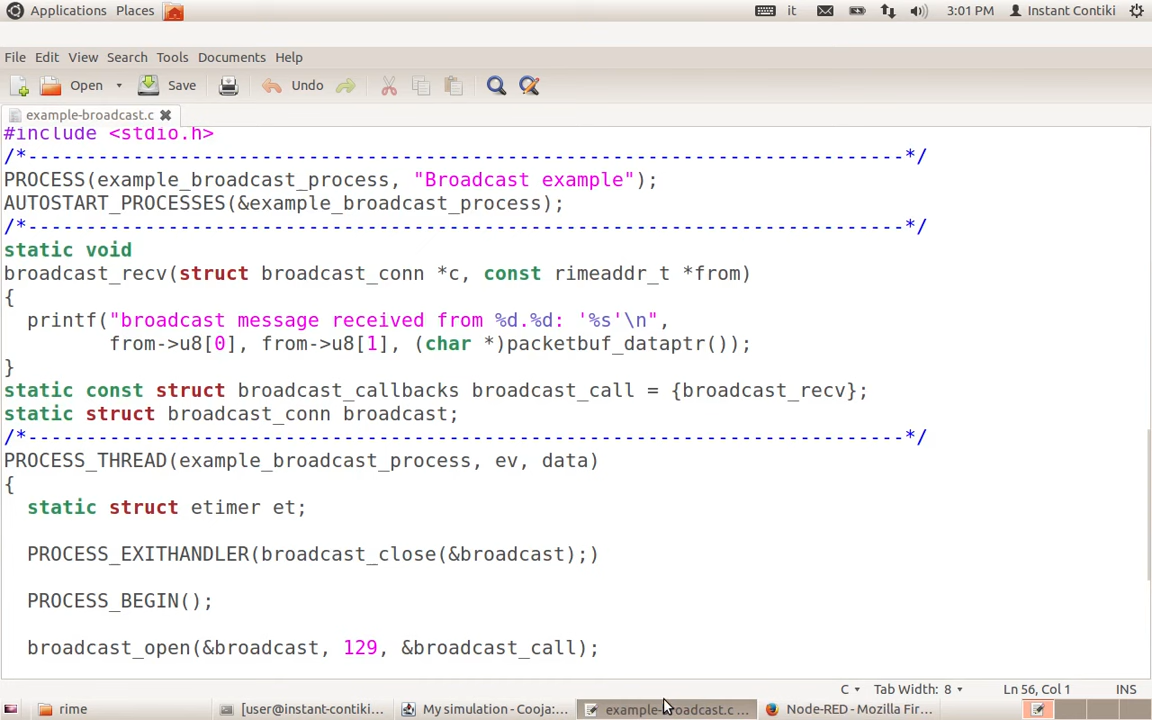 Applications Places it 3:01 PM Instant Contiki
File Edit View Search Tools Documents Help
Open Save Undo
example-broadcast.c
#include <stdio.h>
/*---------------------------------------------------------------------------*/
PROCESS(example_broadcast_process, "Broadcast example");
AUTOSTART_PROCESSES(&example_broadcast_process);
/*---------------------------------------------------------------------------*/
static void
broadcast_recv(struct broadcast_conn *c, const rimeaddr_t *from)
{
  printf("broadcast message received from %d.%d: '%s'\n",
         from->u8[0], from->u8[1], (char *)packetbuf_dataptr());
}
static const struct broadcast_callbacks broadcast_call = {broadcast_recv};
static struct broadcast_conn broadcast;
/*---------------------------------------------------------------------------*/
PROCESS_THREAD(example_broadcast_process, ev, data)
{
  static struct etimer et;
  PROCESS_EXITHANDLER(broadcast_close(&broadcast);)
  PROCESS_BEGIN();
  broadcast_open(&broadcast, 129, &broadcast_call);
C Tab Width: 8 Ln 56, Col 1 INS
rime [user@instant-contiki... My simulation - Cooja:... example-broadcast.c ... Node-RED - Mozilla Fir...